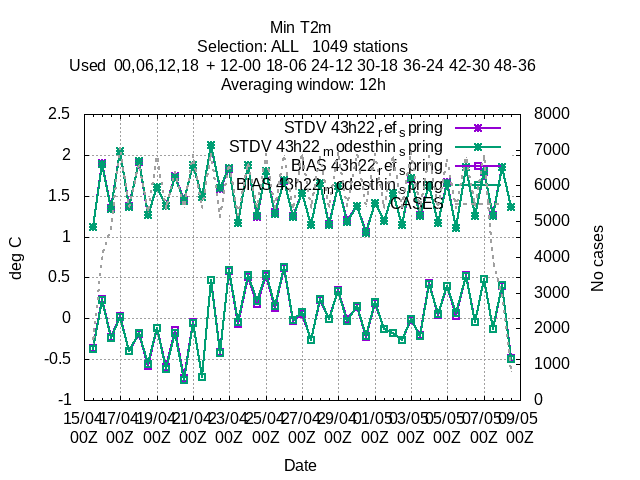 Min T2m
Selection: ALL   1049 stations
Used  00,06,12,18  + 12-00 18-06 24-12 30-18 36-24 42-30 48-36
Averaging window: 12h
STDV 43h22_ref_spring
STDV 43h22_modesthin_spring
BIAS 43h22_ref_spring
BIAS 43h22_modesthin_spring
CASES
2.5
2
1.5
1
0.5
0
-0.5
-1
deg C
8000
7000
6000
5000
4000
3000
2000
1000
0
No cases
15/04 17/04 19/04 21/04 23/04 25/04 27/04 29/04 01/05 03/05 05/05 07/05 09/05
00Z 00Z 00Z 00Z 00Z 00Z 00Z 00Z 00Z 00Z 00Z 00Z 00Z
Date